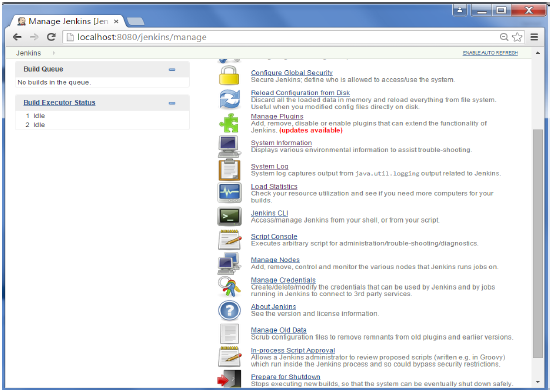 Manage Jenkins [Jen
localhost:8080/jenkins/manage
Jenkins
ENABLE AUTO REFRESH
Build Queue
No builds in the queue.
Build Executor Status
1 Idle
2 Idle
Configure Global Security
Secure Jenkins; define who is allowed to access/use the system.
Reload Configuration from Disk
Discard all the loaded data in memory and reload everything from file system.
Useful when you modified config files directly on disk.
Manage Plugins
Add, remove, disable or enable plugins that can extend the functionality of
Jenkins. (updates available)
System Information
Displays various environmental information to assist trouble-shooting.
System Log
System log captures output from java.util.logging output related to Jenkins.
Load Statistics
Check your resource utilization and see if you need more computers for your
builds.
Jenkins CLI
Access/manage Jenkins from your shell, or from your script.
Script Console
Executes arbitrary script for administration/trouble-shooting/diagnostics.
Manage Nodes
Add, remove, control and monitor the various nodes that Jenkins runs jobs on.
Manage Credentials
Create/delete/modify the credentials that can be used by Jenkins and by jobs
running in Jenkins to connect to 3rd party services.
About Jenkins
See the version and license information.
Manage Old Data
Scrub configuration files to remove remnants from old plugins and earlier versions.
In-process Script Approval
Allows a Jenkins administrator to review proposed scripts (written e.g. in Groovy)
which run inside the Jenkins process and so could bypass security restrictions.
Prepare for Shutdown
Stops executing new builds, so that the system can be eventually shut down safely.